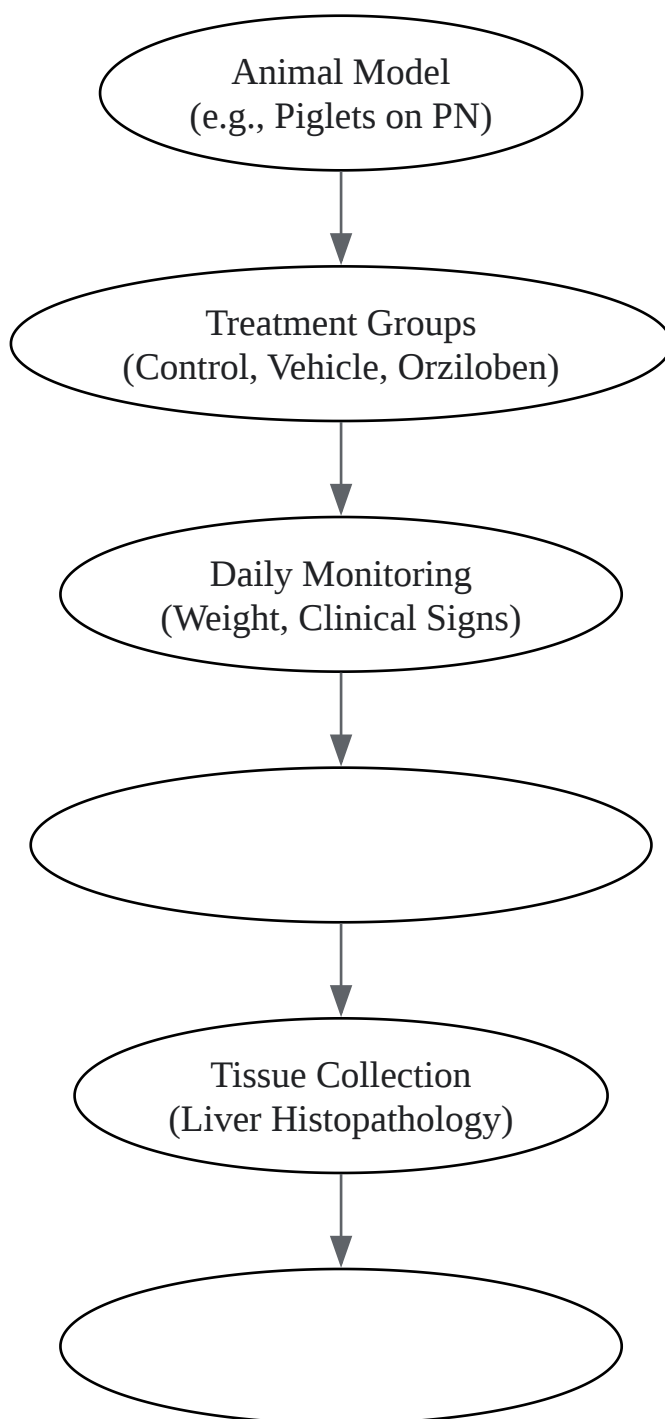 Animal Model
(e.g., Piglets on PN)
Treatment Groups
(Control, Vehicle, Orziloben)
Daily Monitoring
(Weight, Clinical Signs)
Tissue Collection
(Liver Histopathology)